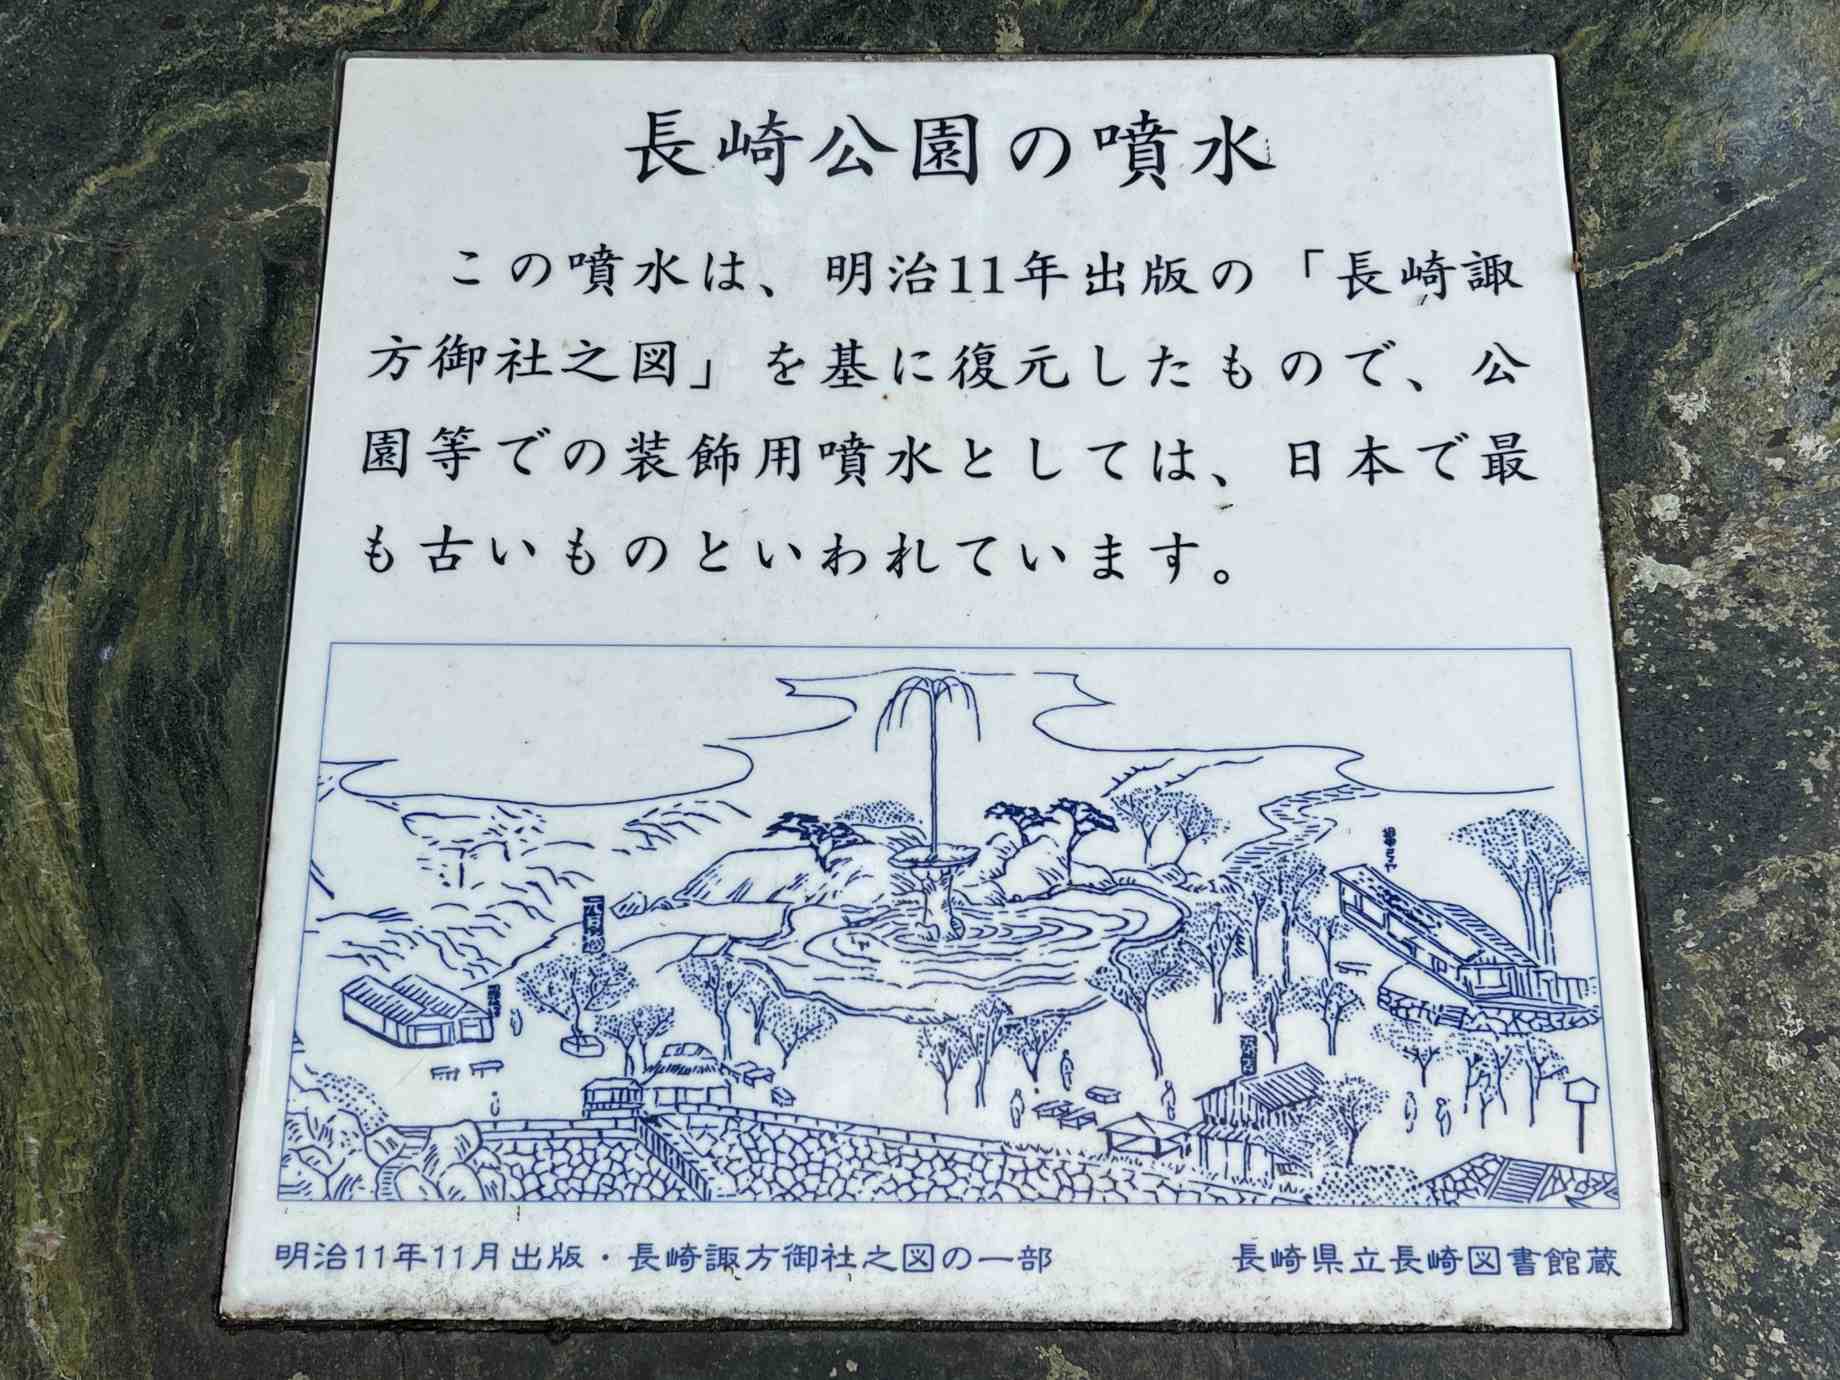 長崎公園の噴水
この噴水は、明治11年出版の「長崎諏
方御社之図」を基に復元したもので、公
園等での装飾用噴水としては、日本で最
も古いものといわれています。
明治11年11月出版・長崎諏方御社之図の一部
長崎県立長崎図書館蔵